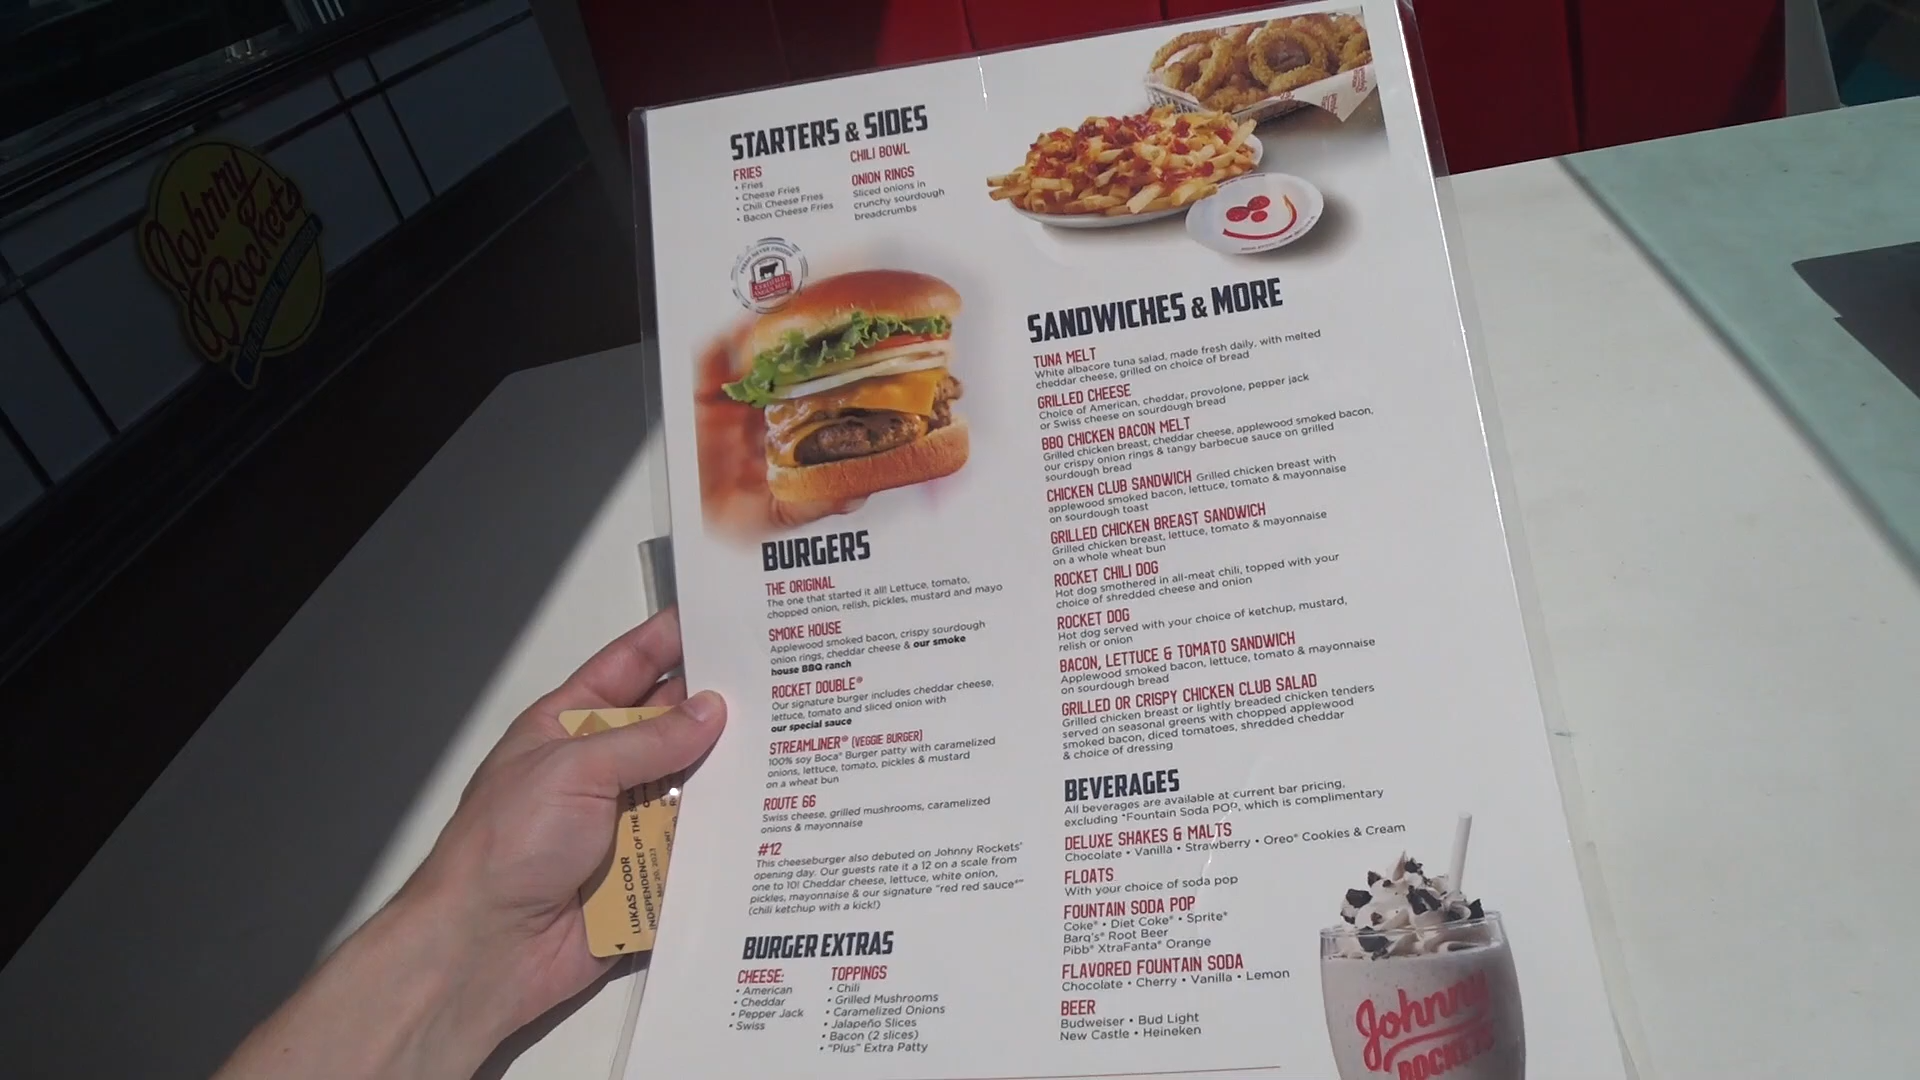 Johnny
Rockets
THE ORIGINAL HAMBURGER
STARTERS & SIDES
FRIES
• Fries
• Cheese Fries
• Chili Cheese Fries
• Bacon Cheese Fries
CHILI BOWL
ONION RINGS
Sliced onions in
crunchy sourdough
breadcrumbs
BURGERS
THE ORIGINAL
The one that started it all! Lettuce, tomato,
chopped onion, relish, pickles, mustard and mayo
SMOKE HOUSE
Applewood smoked bacon, crispy sourdough
onion rings, cheddar cheese & our smoke
house BBQ ranch
ROCKET DOUBLE®
Our signature burger includes cheddar cheese,
lettuce, tomato and sliced onion with
our special sauce
STREAMLINER® (VEGGIE BURGER)
100% soy Boca® Burger patty with caramelized
onions, lettuce, tomato, pickles & mustard
on a wheat bun
ROUTE 66
Swiss cheese, grilled mushrooms, caramelized
onions & mayonnaise
#12
This cheeseburger also debuted on Johnny Rockets'
opening day. Our guests rate it a 12 on a scale from
one to 10! Cheddar cheese, lettuce, white onion,
pickles, mayonnaise & our signature "red red sauce"
(chili ketchup with a kick!)
BURGER EXTRAS
CHEESE:
• American
• Cheddar
• Pepper Jack
• Swiss
TOPPINGS
• Chili
• Grilled Mushrooms
• Caramelized Onions
• Jalapeño Slices
• Bacon (2 slices)
• "Plus" Extra Patty
SANDWICHES & MORE
TUNA MELT
White albacore tuna salad, made fresh daily, with melted
cheddar cheese, grilled on choice of bread
GRILLED CHEESE
Choice of American, cheddar, provolone, pepper jack
or Swiss cheese on sourdough bread
BBQ CHICKEN BACON MELT
Grilled chicken breast, cheddar cheese, applewood smoked bacon,
our crispy onion rings & tangy barbecue sauce on grilled
sourdough bread
CHICKEN CLUB SANDWICH Grilled chicken breast with
applewood smoked bacon, lettuce, tomato & mayonnaise
on sourdough toast
GRILLED CHICKEN BREAST SANDWICH
Grilled chicken breast, lettuce, tomato & mayonnaise
on a whole wheat bun
ROCKET CHILI DOG
Hot dog smothered in all-meat chili, topped with your
choice of shredded cheese and onion
ROCKET DOG
Hot dog served with your choice of ketchup, mustard,
relish or onion
BACON, LETTUCE & TOMATO SANDWICH
Applewood smoked bacon, lettuce, tomato & mayonnaise
on sourdough bread
GRILLED OR CRISPY CHICKEN CLUB SALAD
Grilled chicken breast or lightly breaded chicken tenders
served on seasonal greens with chopped applewood
smoked bacon, diced tomatoes, shredded cheddar
& choice of dressing
BEVERAGES
All beverages are available at current bar pricing,
excluding *Fountain Soda POP, which is complimentary
DELUXE SHAKES & MALTS
Chocolate • Vanilla • Strawberry • Oreo® Cookies & Cream
FLOATS
With your choice of soda pop
FOUNTAIN SODA POP
Coke® • Diet Coke® • Sprite®
Barq's® Root Beer
Pibb® XtraFanta® Orange
FLAVORED FOUNTAIN SODA
Chocolate • Cherry • Vanilla • Lemon
BEER
Budweiser • Bud Light
New Castle • Heineken
Johnny
ROCKETS
LUKAS CODR
INDEPENDENCE OF THE SEAS
Mar 20, 2023